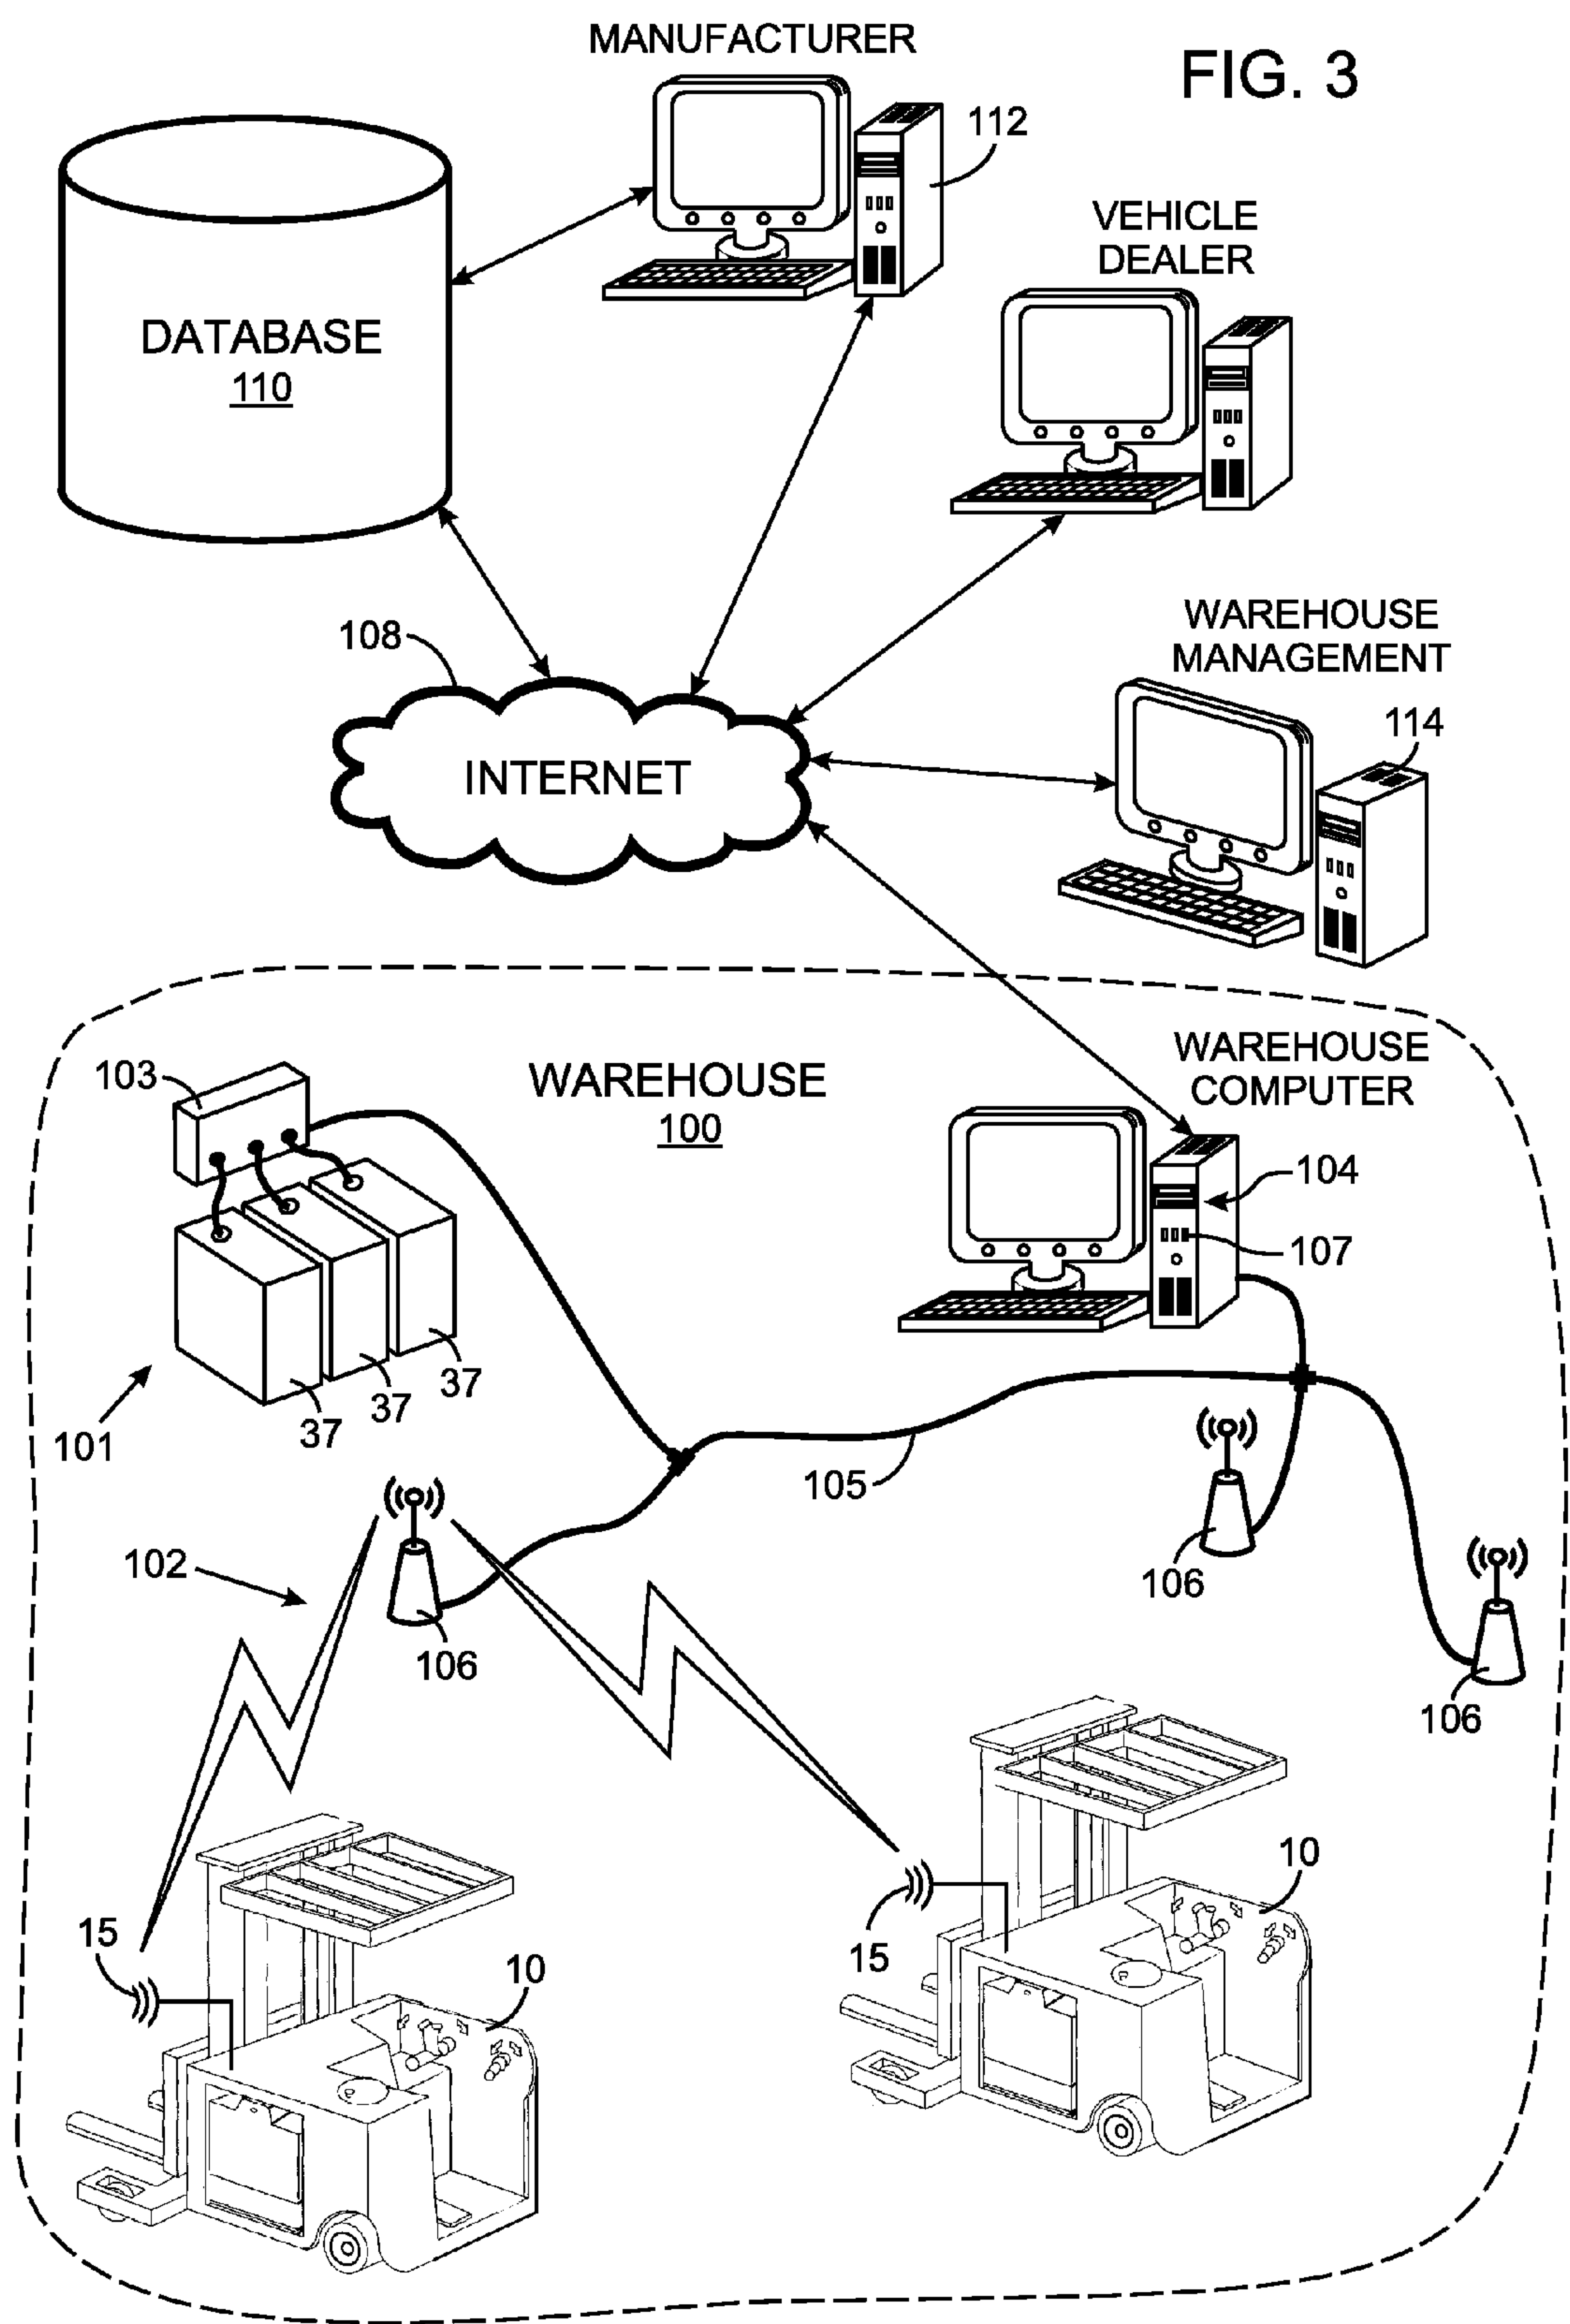 MANUFACTURER
FIG. 3
112
VEHICLE
DEALER
DATABASE
110
108
WAREHOUSE
MANAGEMENT
114
INTERNET
103
WAREHOUSE
100
WAREHOUSE
COMPUTER
104
107
37
37
37
101
105
102
106
106
106
10
15
15
10